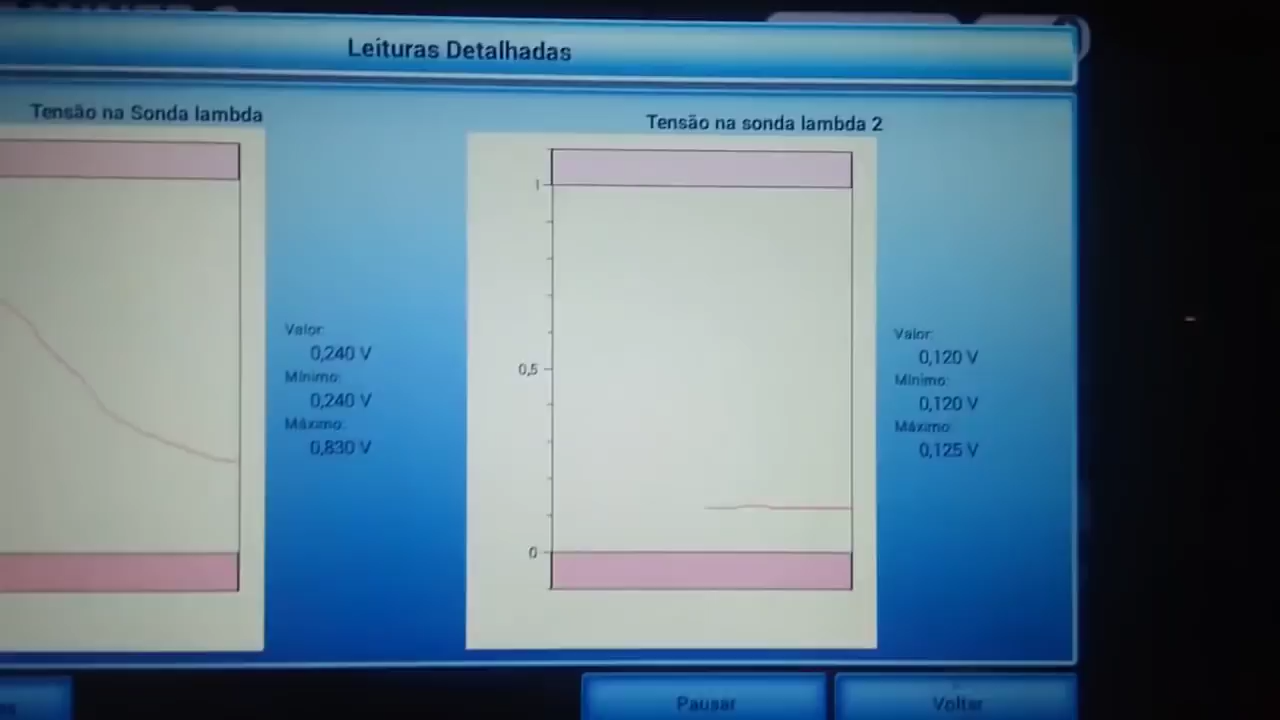 Leituras Detalhadas
Tensão na Sonda lambda
Valor:
0,240 V
Mínimo:
0,240 V
Máximo:
0,830 V
Tensão na sonda lambda 2
1
0,5
0
Valor:
0,120 V
Mínimo:
0,120 V
Máximo:
0,125 V
Pausar
Voltar